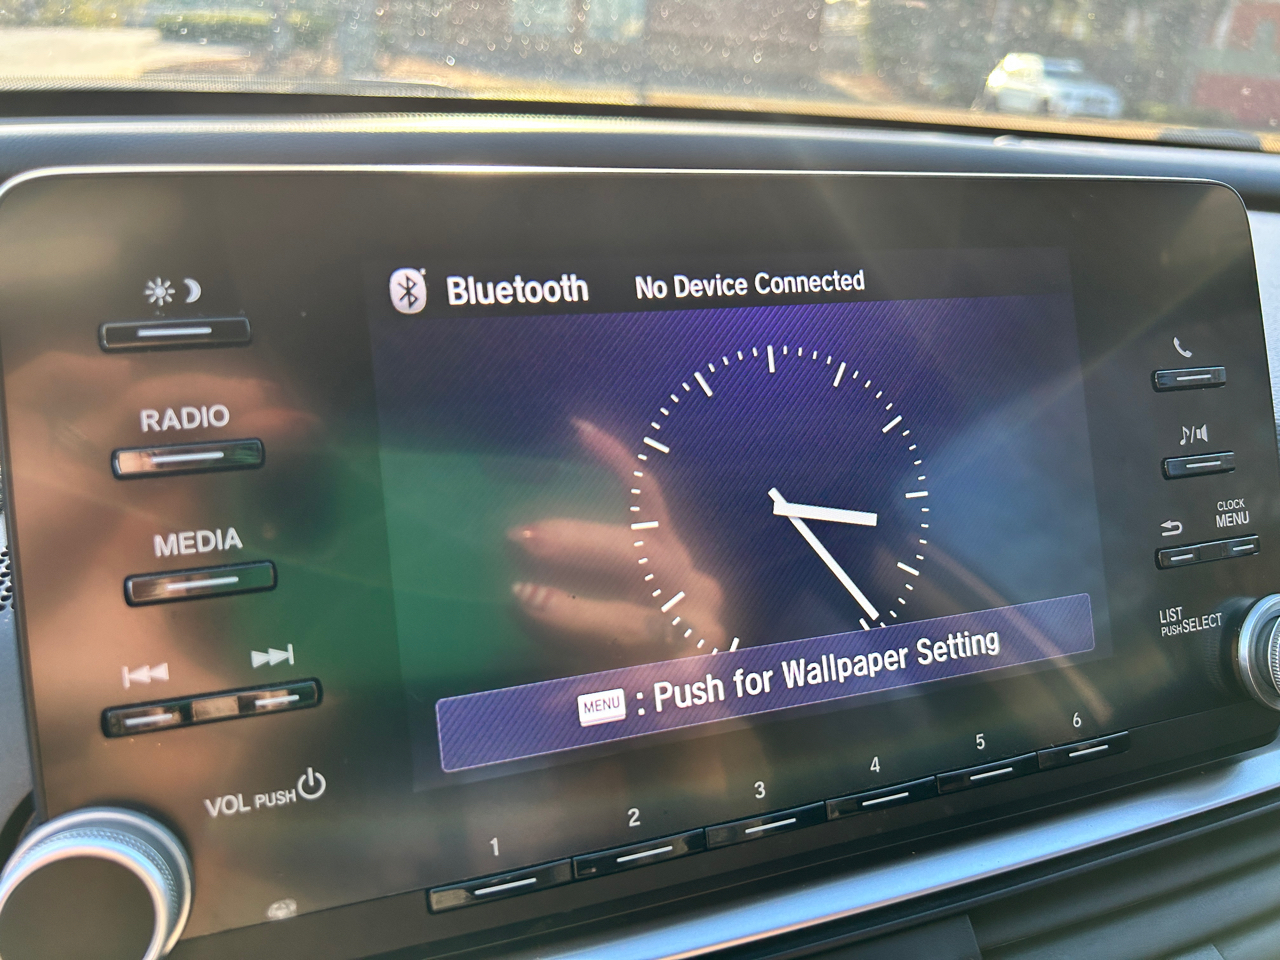 Bluetooth No Device Connected
RADIO
MEDIA
VOL PUSH
MENU : Push for Wallpaper Setting
CLOCK
MENU
LIST
PUSH SELECT
1 2 3 4 5 6